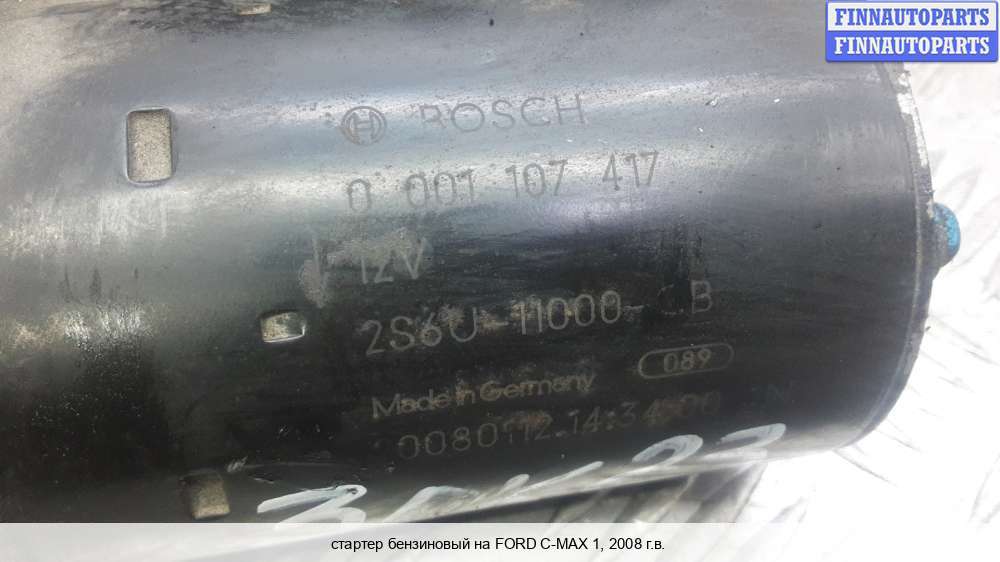 FINNAUTOPARTS
FINNAUTOPARTS
BOSCH
0 001 107 417
12V
2S6U-11000-
089
Made in Germany
стартер бензиновый на FORD C-MAX 1, 2008 г.в.